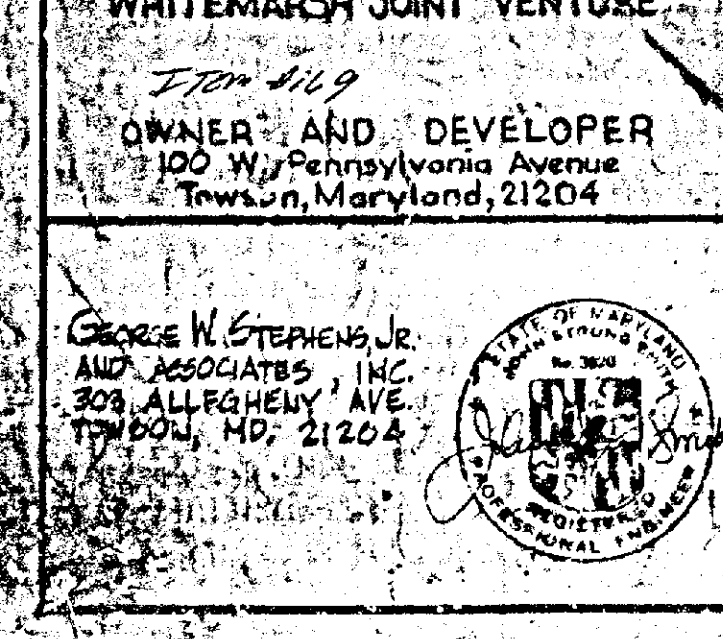 WHITEMARSH JOINT VENTURE
ITEM #169
OWNER AND DEVELOPER
100 W. Pennsylvania Avenue
Towson, Maryland, 21204
GEORGE W. STEPHENS, JR.
AND ASSOCIATES, INC.
303 ALLEGHENY AVE.
TOWSON, MD. 21204
STATE OF MARYLAND
REGISTERED
PROFESSIONAL ENGINEER